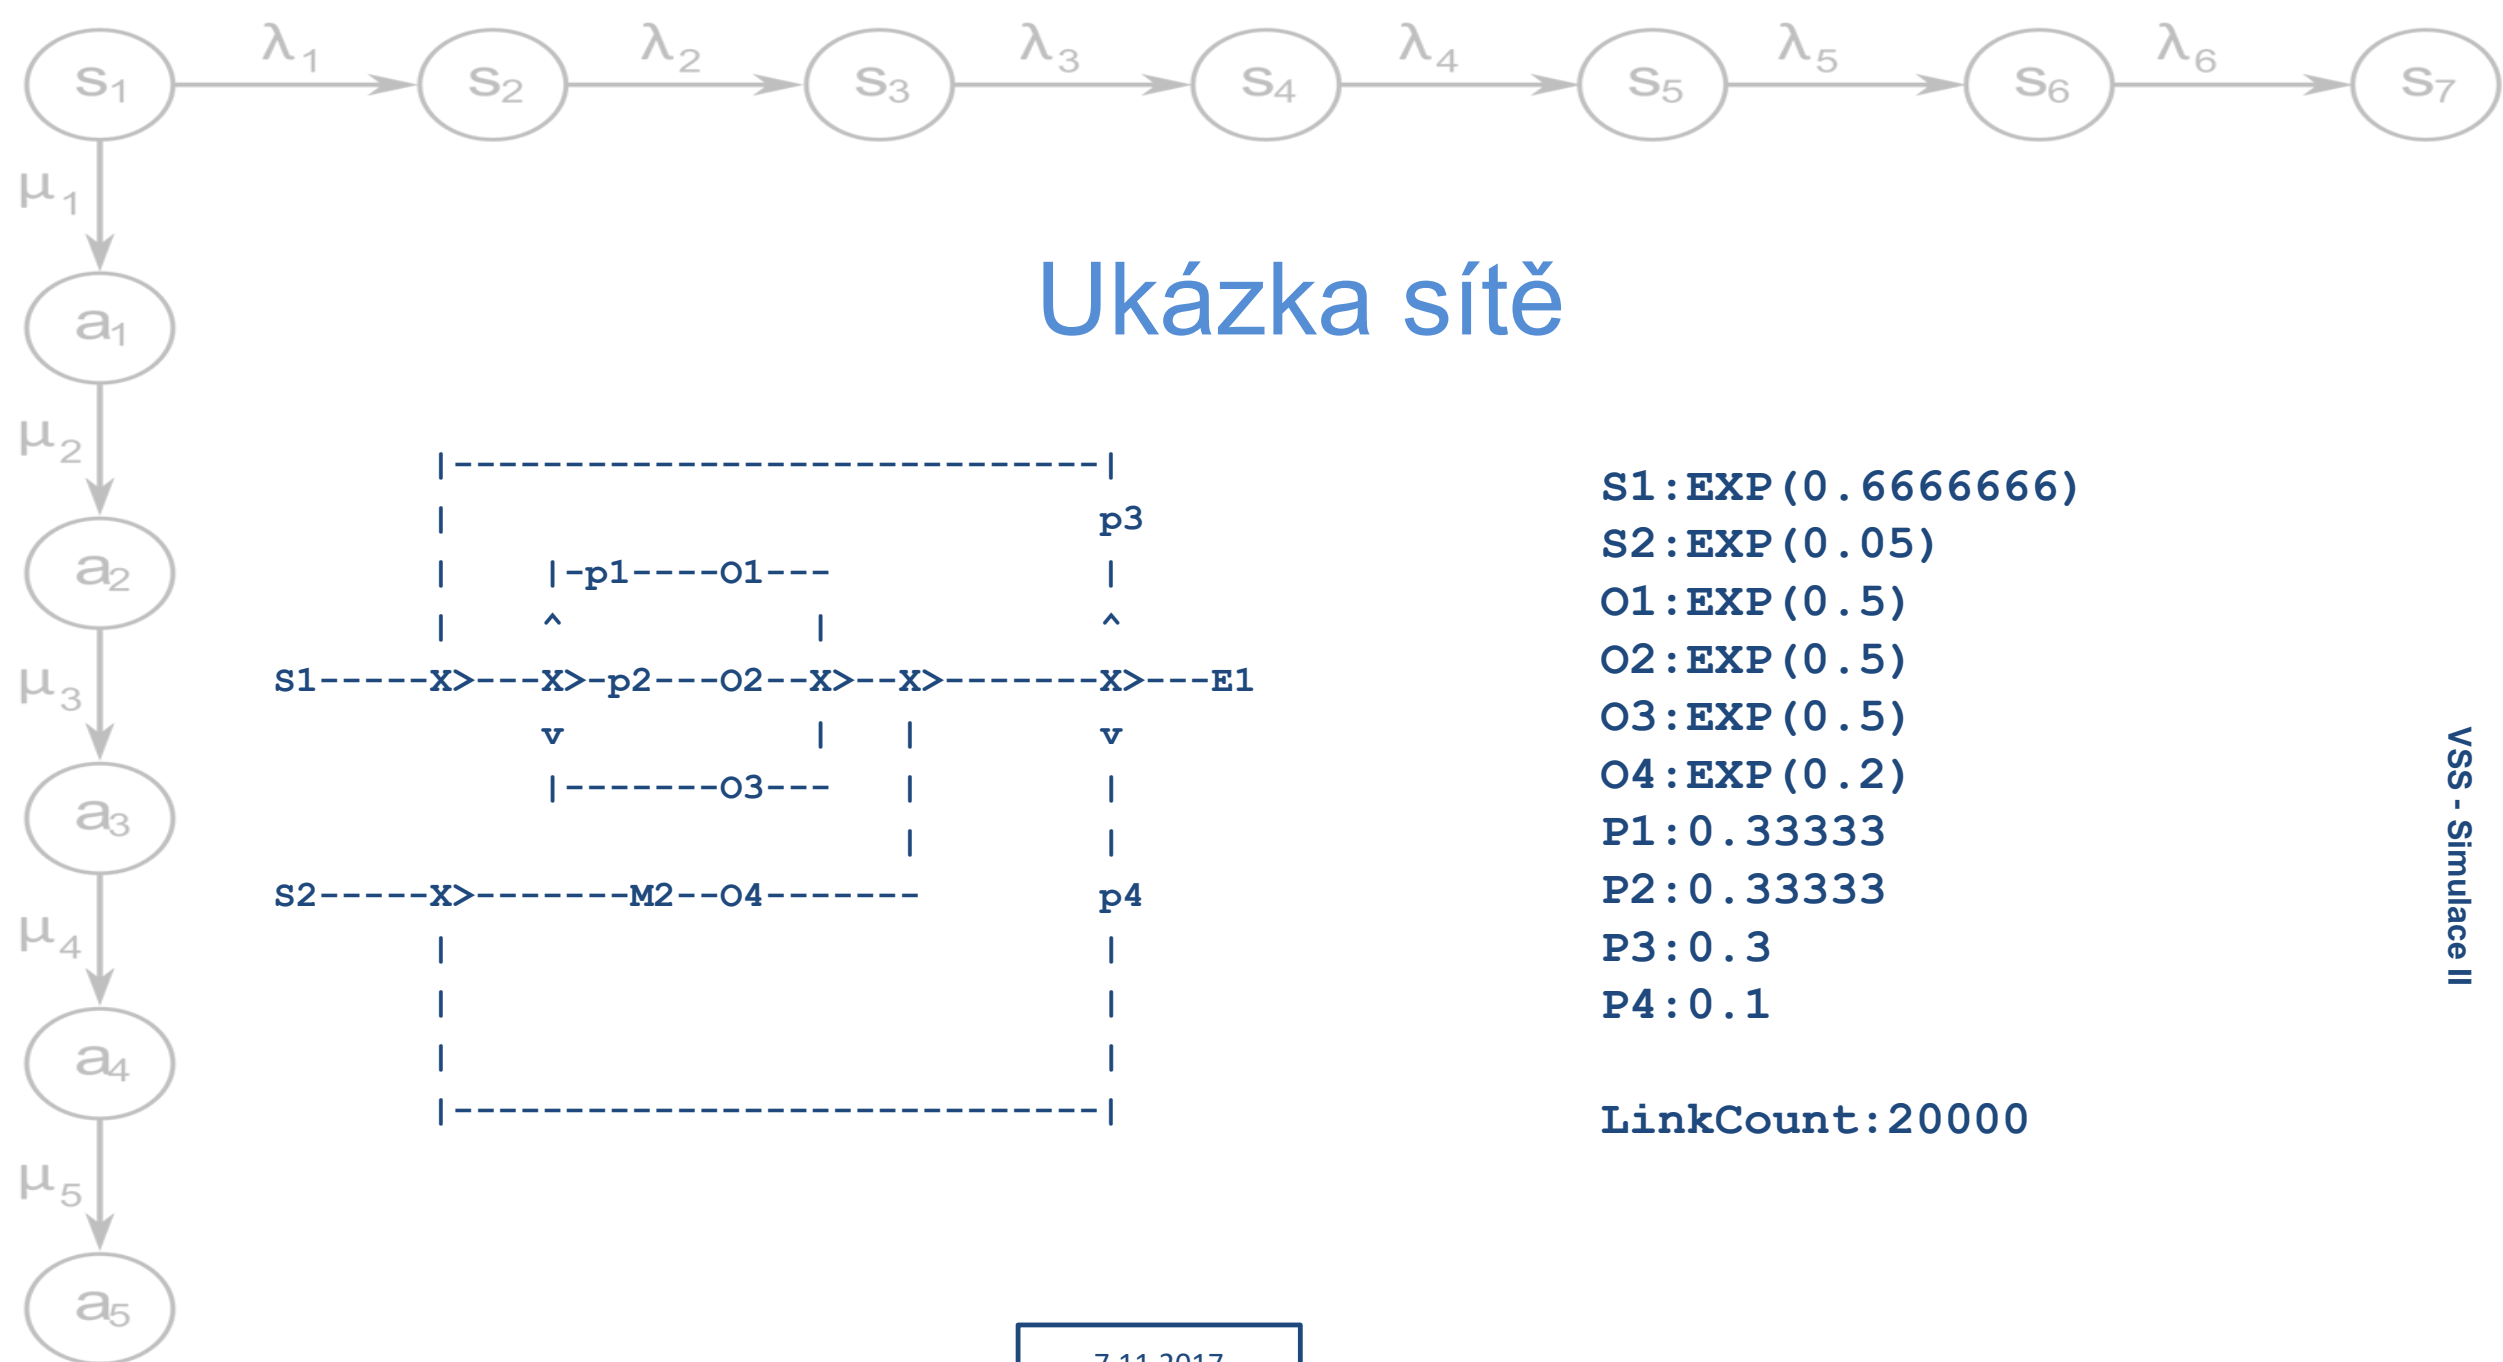 s1 λ1 s2 λ2 s3 λ3 s4 λ4 s5 λ5 s6 λ6 s7
μ1
a1
μ2
a2
μ3
a3
μ4
a4
μ5
a5
Ukázka sítě
|-----------------------------|
|                             p3
|    |-p1----O1---            |
|    ^           |            ^
S1-----X>---X>-p2---O2--X>--X>-------X>---E1
v           |   |        v
|-------O3---   |        |
|        |
S2-----X>-------M2--O4-------        p4
|                             |
|                             |
|                             |
|-----------------------------|
S1:EXP(0.6666666)
S2:EXP(0.05)
O1:EXP(0.5)
O2:EXP(0.5)
O3:EXP(0.5)
O4:EXP(0.2)
P1:0.33333
P2:0.33333
P3:0.3
P4:0.1
LinkCount:20000
VSS - Simulace II
7.11.2017